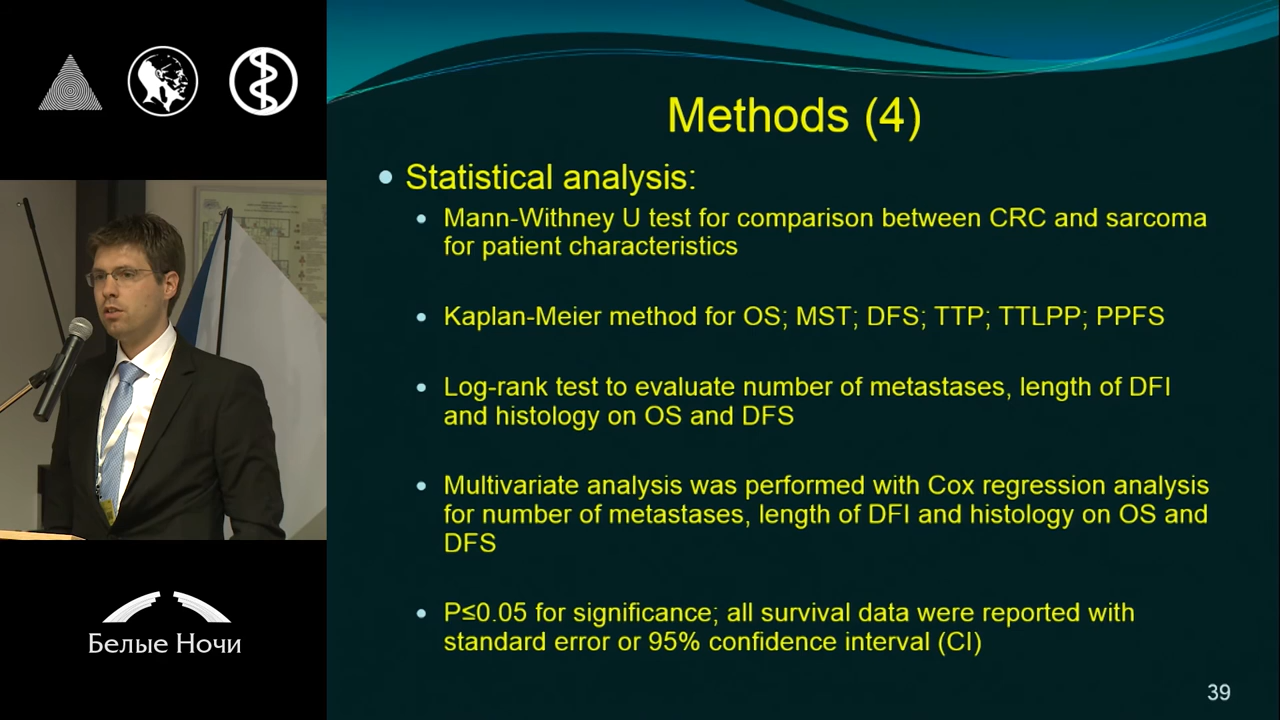 Methods (4)
Statistical analysis:
Mann-Withney U test for comparison between CRC and sarcoma
for patient characteristics
Kaplan-Meier method for OS; MST; DFS; TTP; TTLPP; PPFS
Log-rank test to evaluate number of metastases, length of DFI
and histology on OS and DFS
Multivariate analysis was performed with Cox regression analysis
for number of metastases, length of DFI and histology on OS and
DFS
P≤0.05 for significance; all survival data were reported with
standard error or 95% confidence interval (CI)
39
Белые Ночи